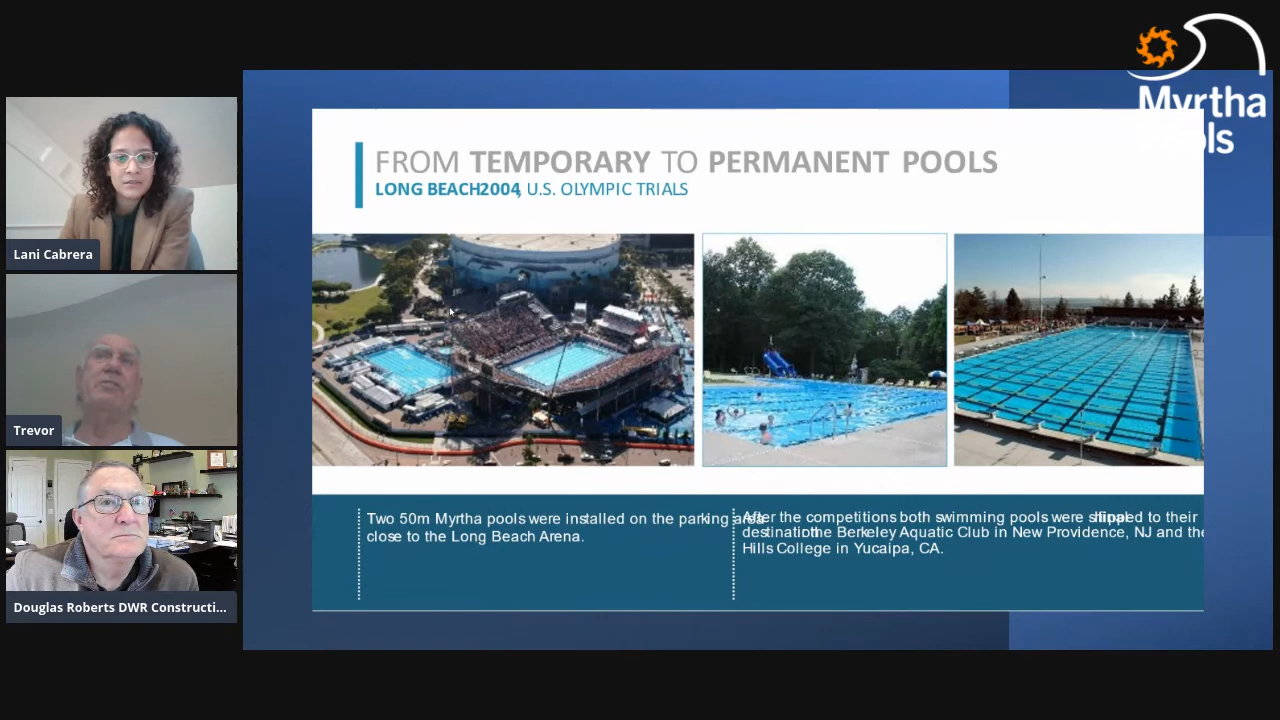 Myrtha
Pools
FROM TEMPORARY TO PERMANENT POOLS
LONG BEACH2004, U.S. OLYMPIC TRIALS
Lani Cabrera
Trevor
Douglas Roberts DWR Constructi...
Two 50m Myrtha pools were installed on the parking area
close to the Long Beach Arena.
After the competitions both swimming pools were shipped to their final
destination: the Berkeley Aquatic Club in New Providence, NJ and the
Hills College in Yucaipa, CA.